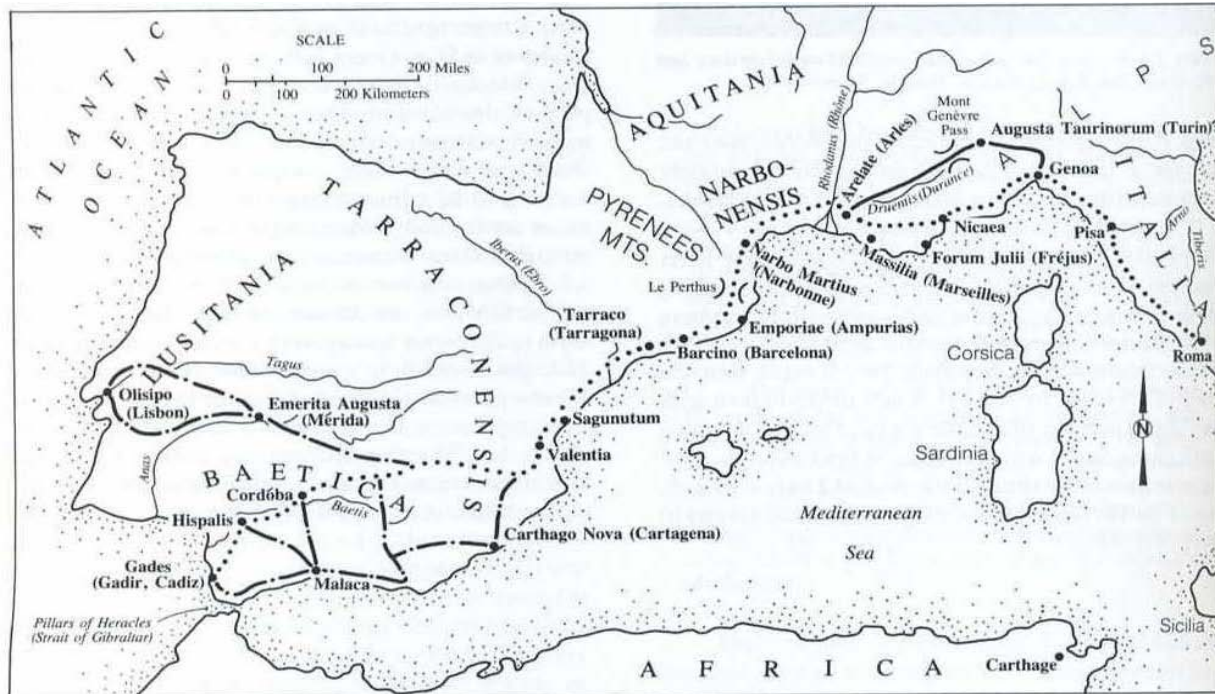 ATLANTIC
OCEAN
SCALE
0 100 200 Miles
0 100 200 Kilometers
AQUITANIA
NARBO
NENSIS
PYRENEES
MTS.
Rhodanus (Rhône)
Arelate (Arles)
Mont
Genèvre
Pass
Augusta Taurinorum (Turin)
ALPS
ITALIA
Genoa
Druentis (Durance)
Nicaea
Pisa
Arno
Tiberis
Forum Julii (Fréjus)
Massilia (Marseilles)
Narbo Martius
(Narbonne)
Le Perthus
Emporiae (Ampurias)
Roma
Corsica
TARRACONENSIS
Iberus (Ebro)
Tarraco
(Tarragona)
Barcino (Barcelona)
LUSITANIA
Tagus
Olisipo
(Lisbon)
Emerita Augusta
(Mérida)
Saguntum
Valentia
Sardinia
N
Anas
BAETICA
Cordóba
Baetis
Hispalis
Carthago Nova (Cartagena)
Mediterranean
Sea
Gades
(Gadir, Cadiz)
Malaca
Pillars of Heracles
(Strait of Gibraltar)
Sicilia
AFRICA
Carthage